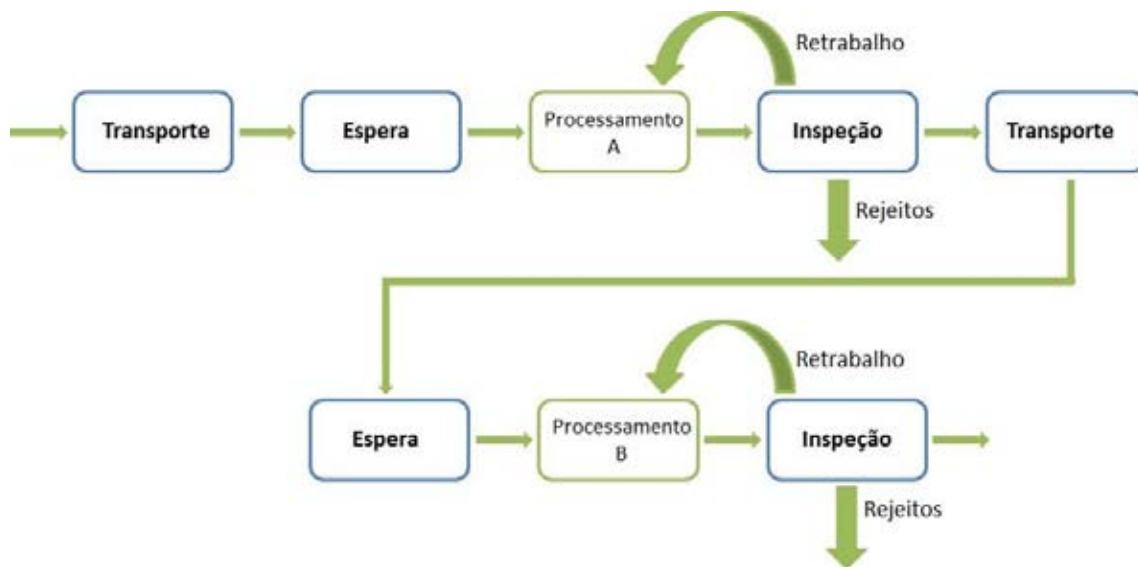 Retrabalho
Transporte
Espera
Processamento
A
Inspeção
Transporte
Rejeitos
Retrabalho
Espera
Processamento
B
Inspeção
Rejeitos